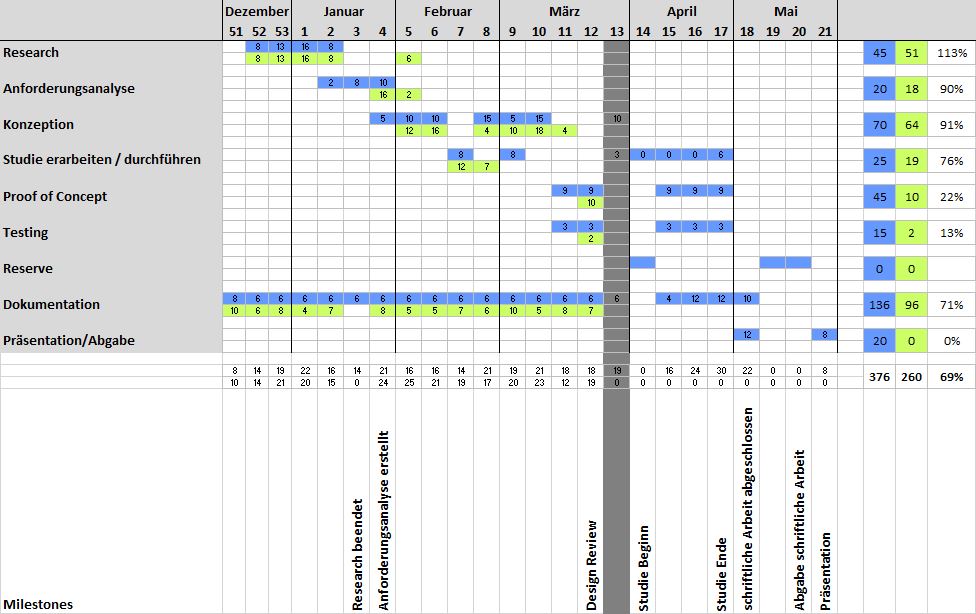 Dezember Januar Februar März April Mai
51 52 53 1 2 3 4 5 6 7 8 9 10 11 12 13 14 15 16 17 18 19 20 21
Research 8 13 16 8 45 51 113%
8 13 16 8 6
Anforderungsanalyse 2 8 10 20 18 90%
16 2
Konzeption 5 10 10 15 5 15 10 70 64 91%
12 16 4 10 18 4
Studie erarbeiten / durchführen 8 8 3 0 0 0 6 25 19 76%
12 7
Proof of Concept 9 9 9 9 9 45 10 22%
10
Testing 3 3 3 3 3 15 2 13%
2
Reserve 0 0
Dokumentation 8 6 6 6 6 6 6 6 6 6 6 6 6 6 6 6 4 12 12 10 136 96 71%
10 6 8 4 7 8 5 5 7 6 10 5 8 7
Präsentation/Abgabe 12 8 20 0 0%
8 14 19 22 16 14 21 16 16 14 21 19 21 18 18 19 0 16 24 30 22 0 0 8 376 260 69%
10 14 21 20 15 0 24 25 21 19 17 20 23 12 19 0 0 0 0 0 0 0 0 0
Milestones
Research beendet
Anforderungsanalyse erstellt
Design Review
Studie Beginn
Studie Ende
schriftliche Arbeit abgeschlossen
Abgabe schriftliche Arbeit
Präsentation